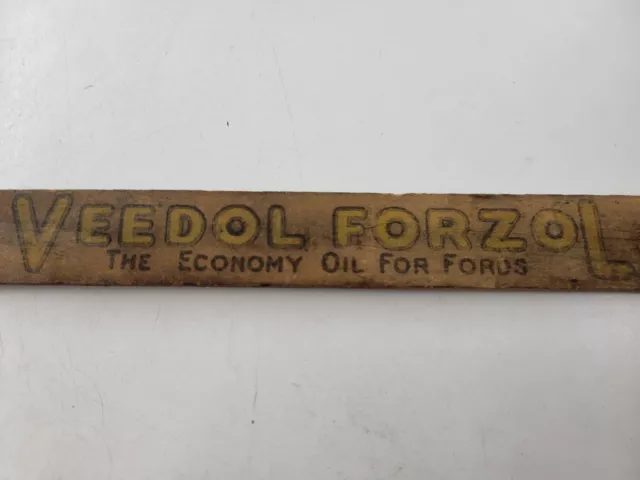 VEEDOL FORZOL
THE ECONOMY OIL FOR FORDS